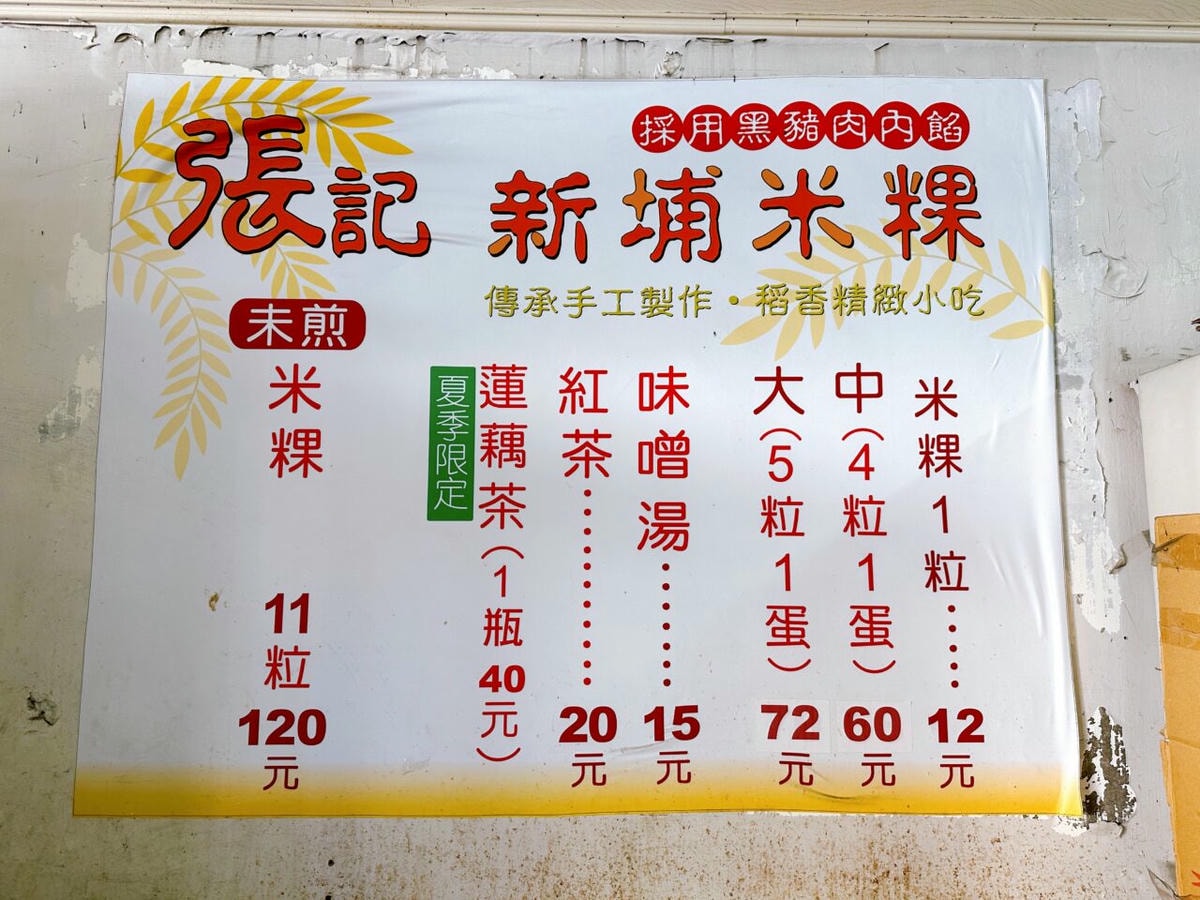 採用黑豬肉內餡
張記 新埔米粿
傳承手工製作・稻香精緻小吃
米粿1粒⋯⋯12元
中(4粒1蛋)60元
大(5粒1蛋)72元
味噌湯⋯⋯15元
紅茶⋯⋯⋯⋯20元
蓮藕茶(1瓶40元)
夏季限定
未煎
米粿 11粒120元